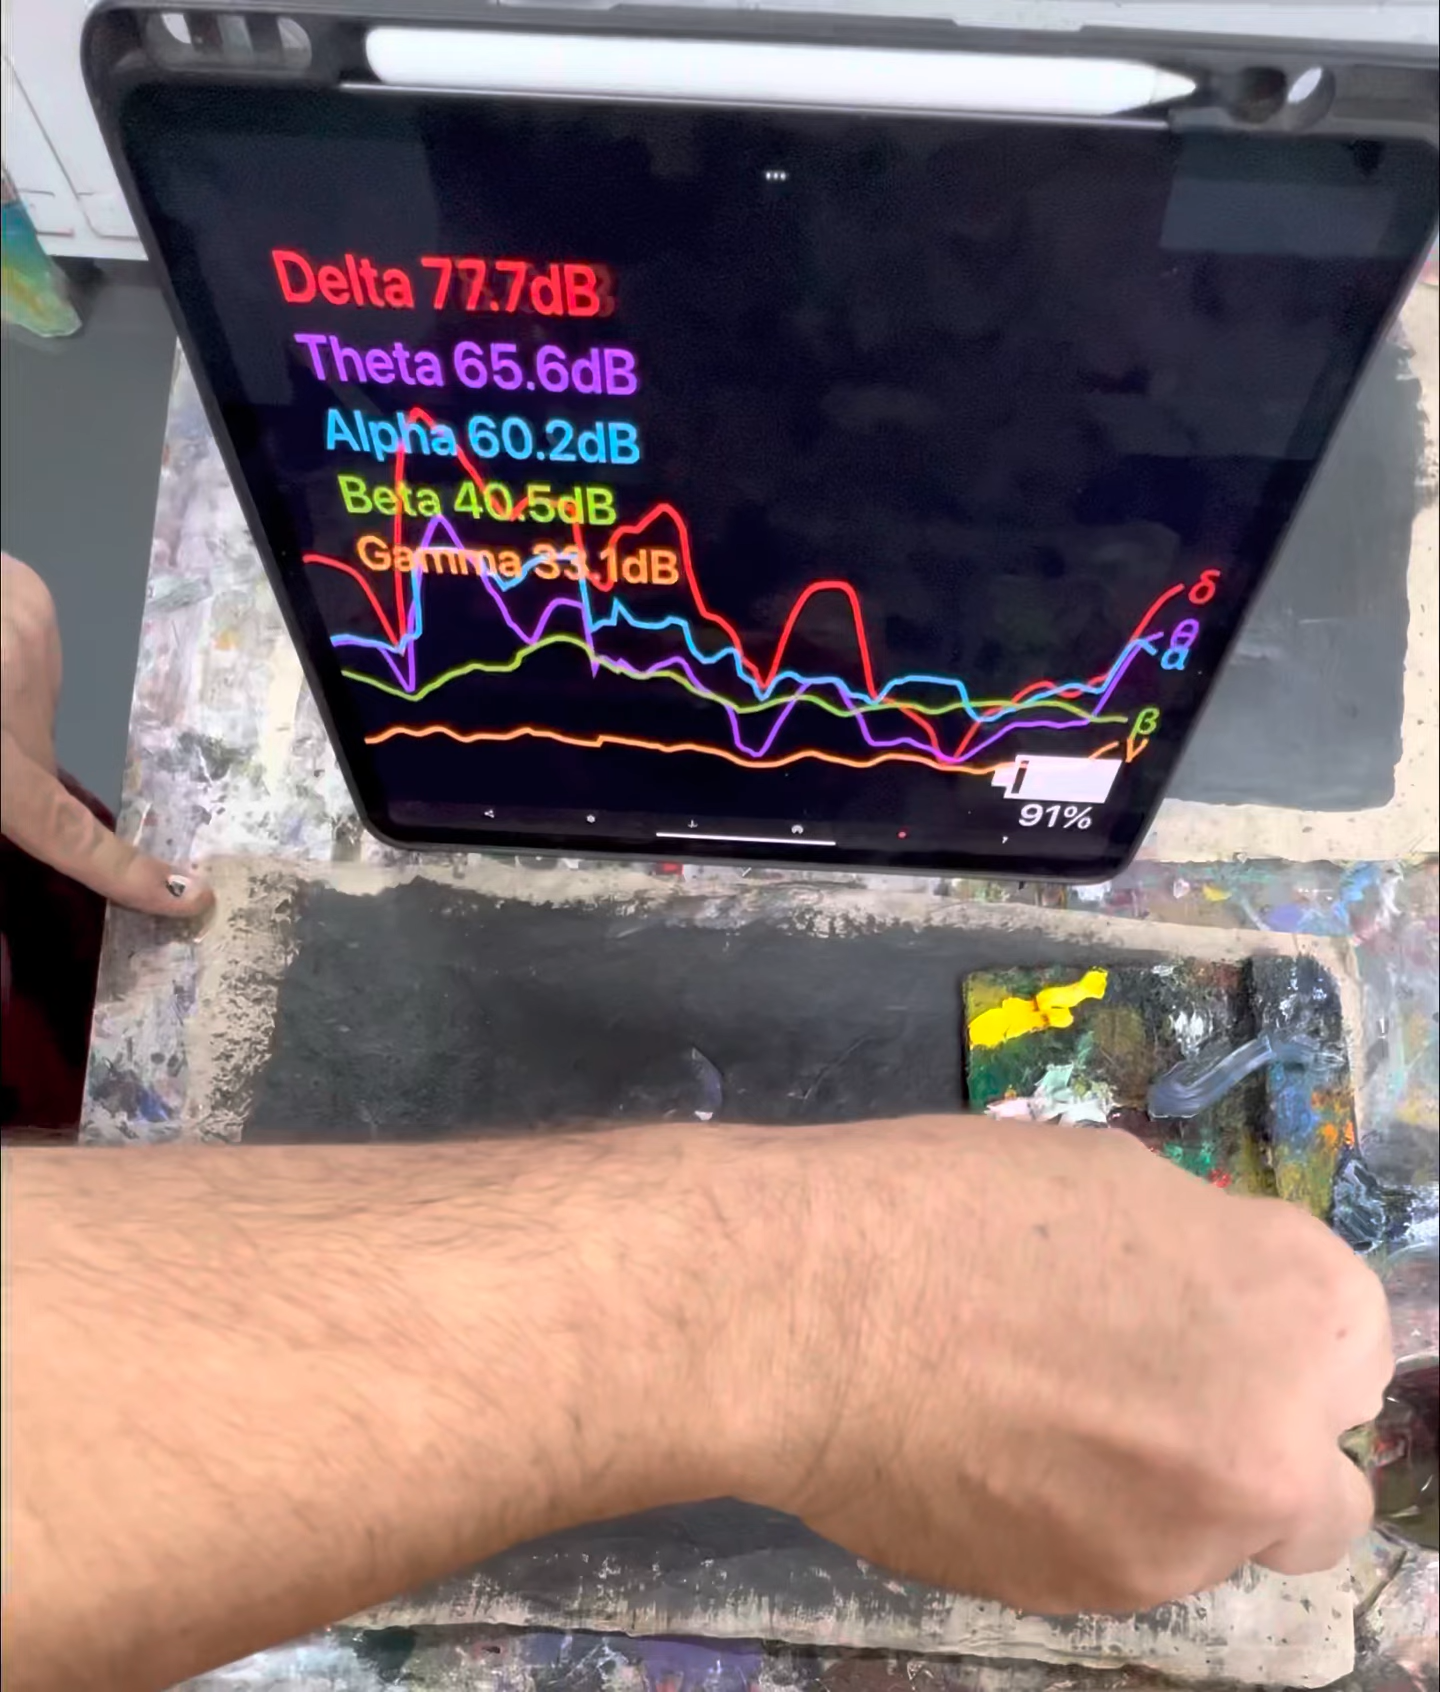 Delta 77.7dB
Theta 65.6dB
Alpha 60.2dB
Beta 40.5dB
Gamma 33.1dB
δ
θ
α
β
γ
91%